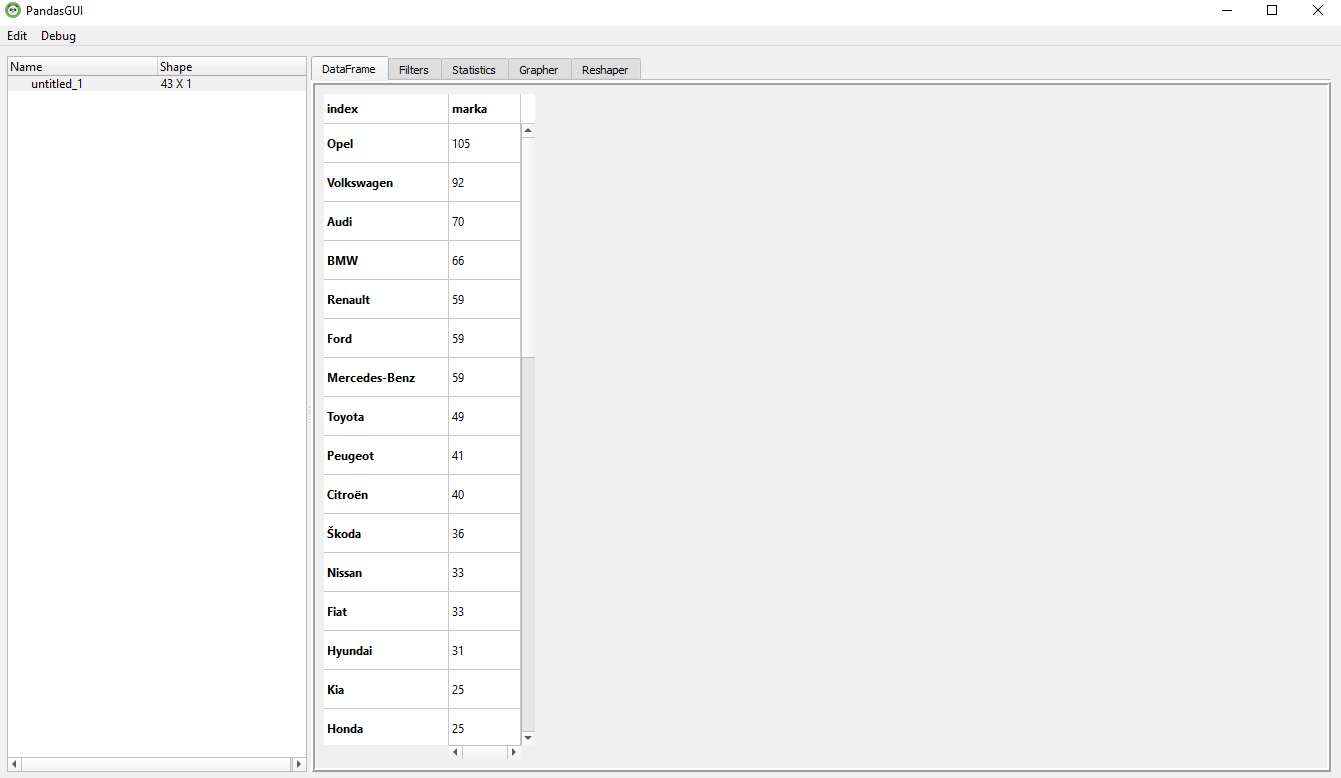 PandasGUI
Edit Debug
Name Shape
untitled_1 43 X 1
DataFrame Filters Statistics Grapher Reshaper
index marka
Opel 105
Volkswagen 92
Audi 70
BMW 66
Renault 59
Ford 59
Mercedes-Benz 59
Toyota 49
Peugeot 41
Citroën 40
Škoda 36
Nissan 33
Fiat 33
Hyundai 31
Kia 25
Honda 25